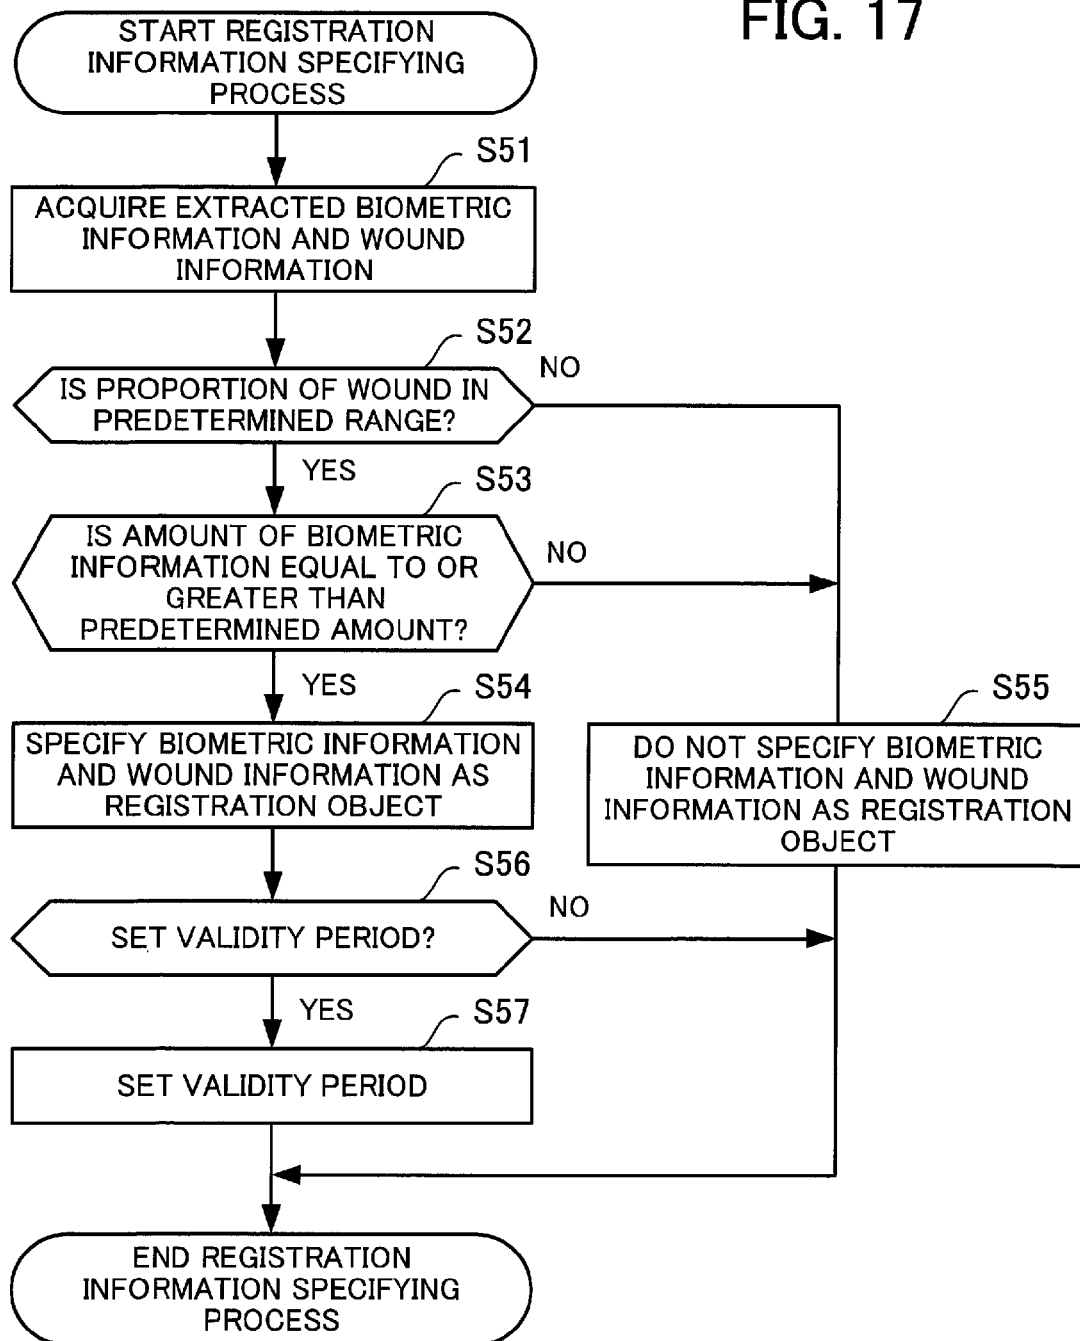 FIG. 17
START REGISTRATION
INFORMATION SPECIFYING
PROCESS
S51
ACQUIRE EXTRACTED BIOMETRIC
INFORMATION AND WOUND
INFORMATION
S52
IS PROPORTION OF WOUND IN
PREDETERMINED RANGE?
NO
YES
S53
IS AMOUNT OF BIOMETRIC
INFORMATION EQUAL TO OR
GREATER THAN
PREDETERMINED AMOUNT?
NO
YES
S54
SPECIFY BIOMETRIC INFORMATION
AND WOUND INFORMATION AS
REGISTRATION OBJECT
S55
DO NOT SPECIFY BIOMETRIC
INFORMATION AND WOUND
INFORMATION AS REGISTRATION
OBJECT
S56
SET VALIDITY PERIOD?
NO
YES
S57
SET VALIDITY PERIOD
END REGISTRATION
INFORMATION SPECIFYING
PROCESS